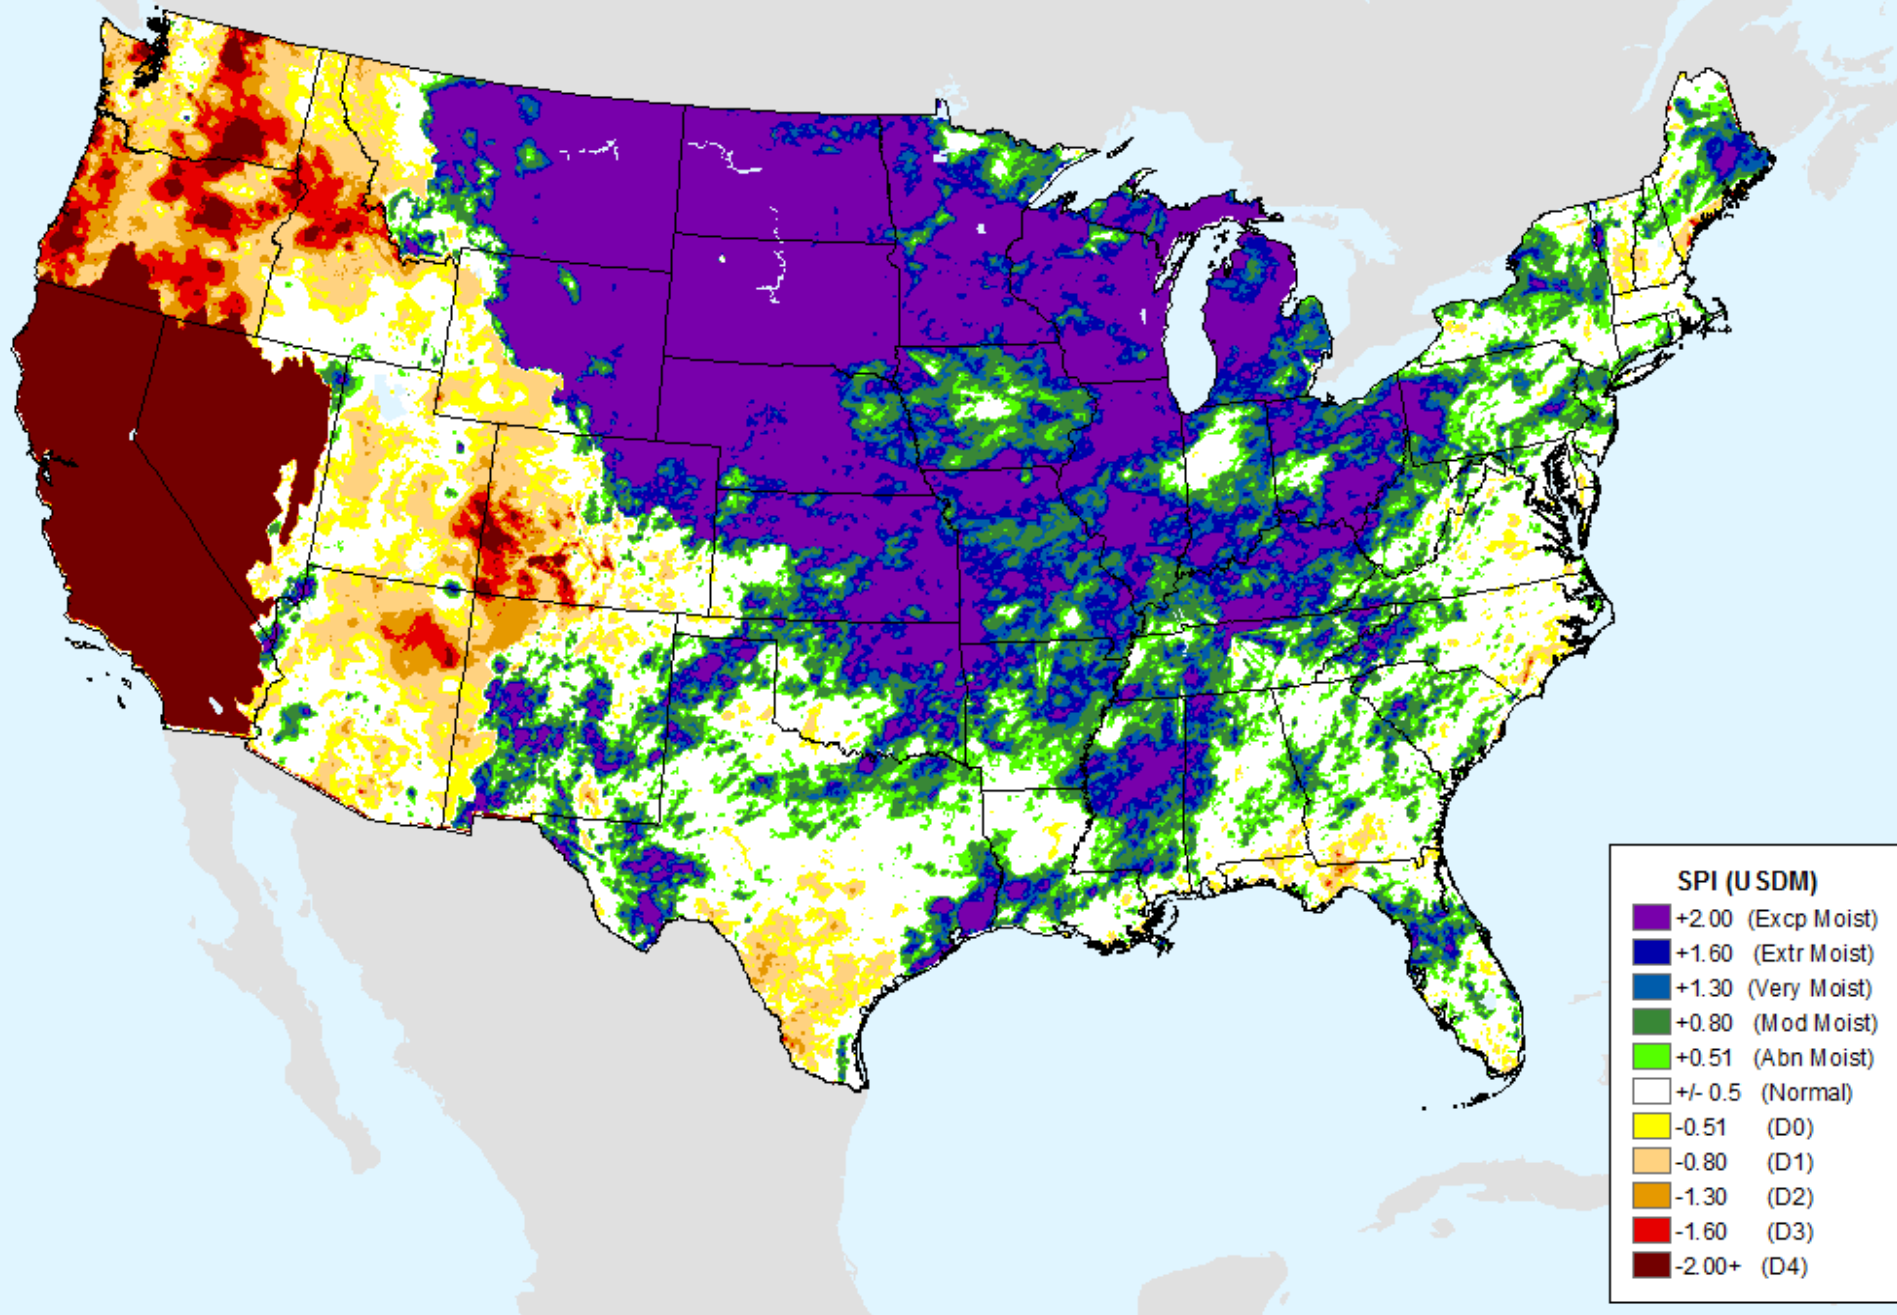 SPI (USDM)
+2.00 (Excp Moist)
+1.60 (Extr Moist)
+1.30 (Very Moist)
+0.80 (Mod Moist)
+0.51 (Abn Moist)
+/- 0.5 (Normal)
-0.51 (D0)
-0.80 (D1)
-1.30 (D2)
-1.60 (D3)
-2.00+ (D4)